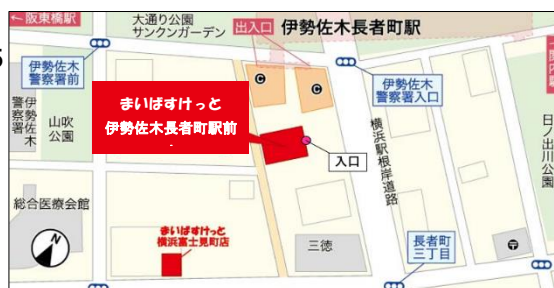 ←阪東橋駅
大通り公園
サンクンガーデン
出入口
伊勢佐木長者町駅
伊勢佐木
警察署前
伊勢佐木
警察署入口
伊勢佐木
警察署
山吹
公園
まいばすけっと
伊勢佐木長者町駅前
入口
横浜駅根岸道路
日ノ出川公園
総合医療会館
まいばすけっと
横浜富士見町店
三徳
長者町
三丁目
N